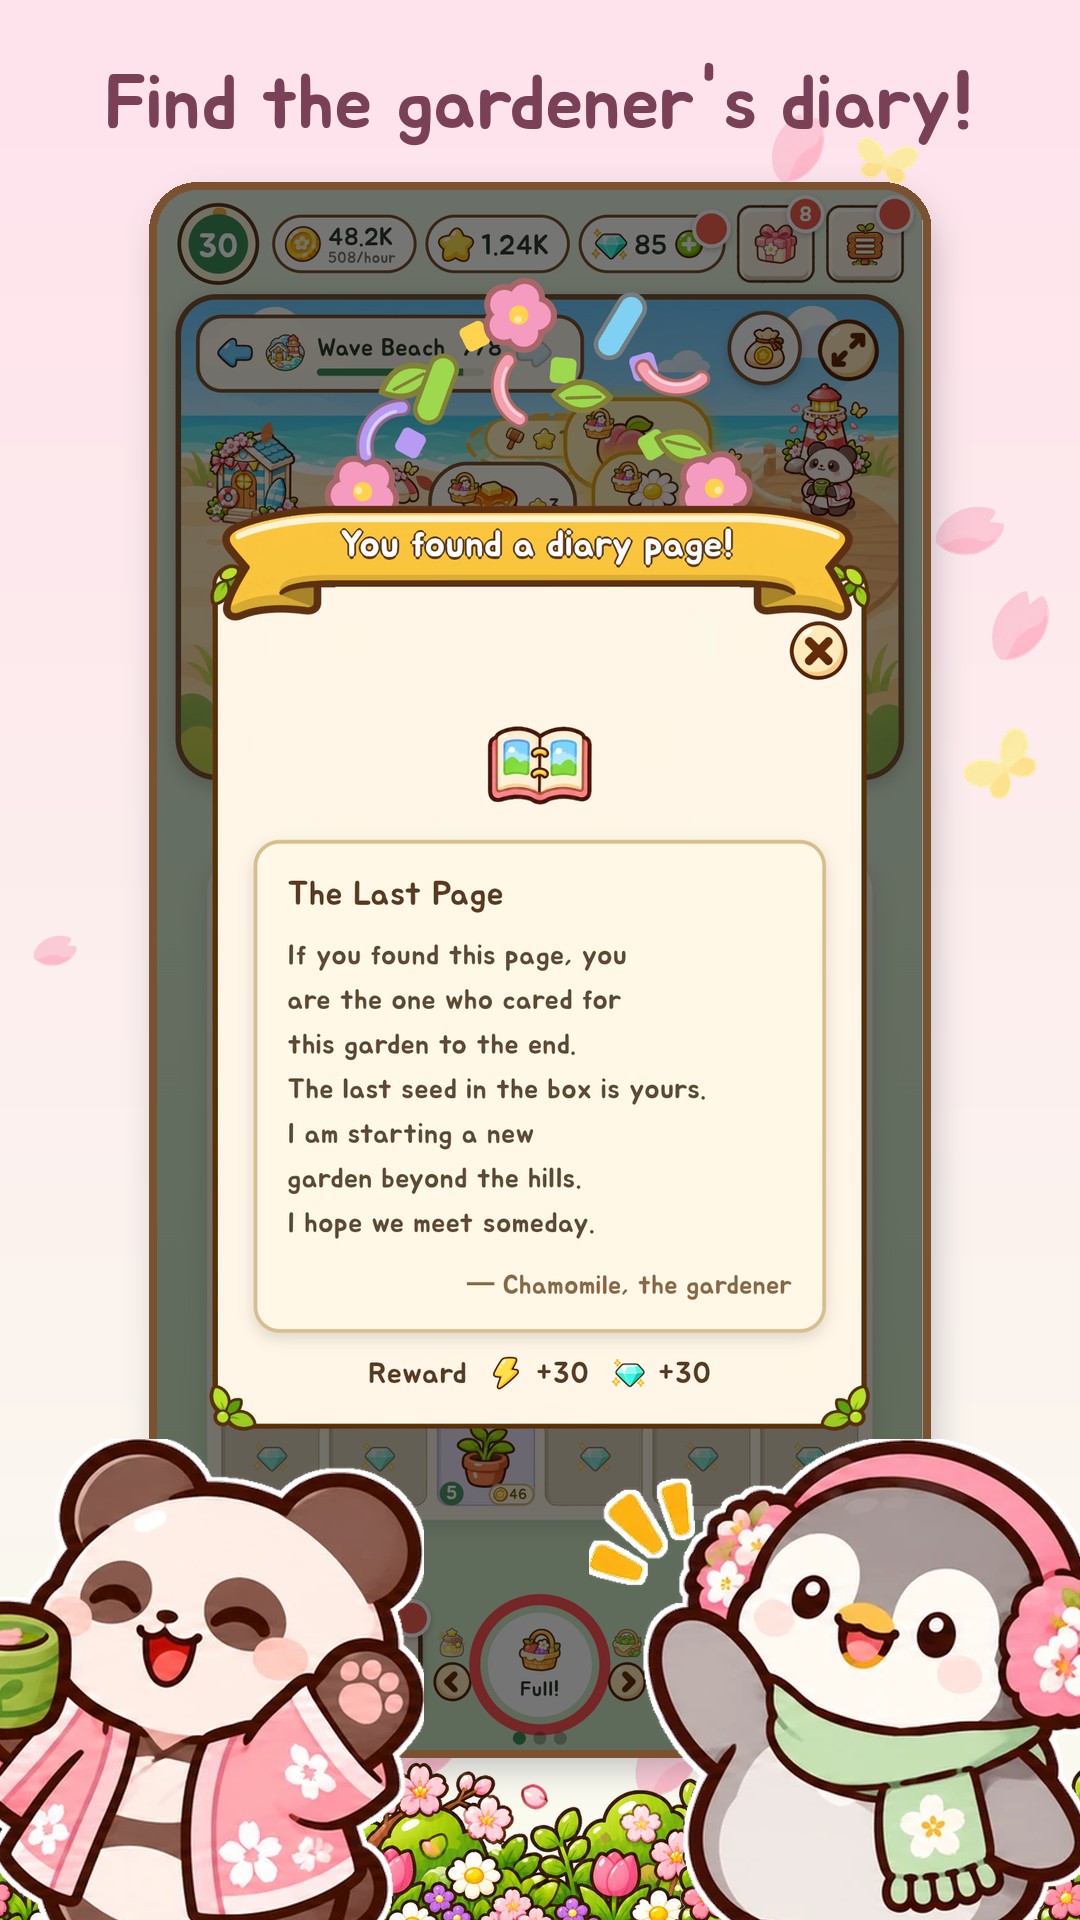 Find the gardener's diary!
30
48.2K
508/hour
1.24K
85
8
Wave Beach
7/8
3
You found a diary page!
The Last Page
If you found this page, you
are the one who cared for
this garden to the end.
The last seed in the box is yours.
I am starting a new
garden beyond the hills.
I hope we meet someday.
— Chamomile, the gardener
Reward +30 +30
5
46
Full!